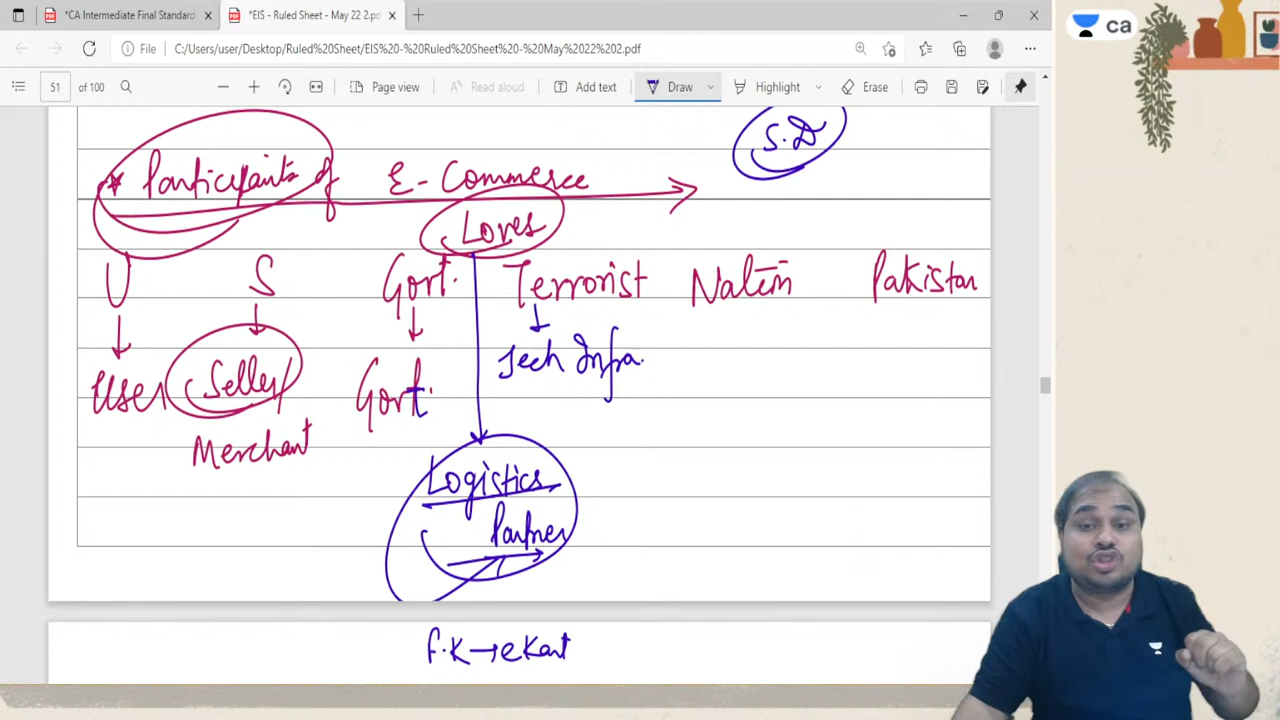 *CA Intermediate Final Standard
*EIS - Ruled Sheet - May 22 2.pd
File
C:/Users/user/Desktop/Ruled%20Sheet/EIS%20-%20Ruled%20Sheet%20-%20May%2022%202.pdf
51 of 100
Page view
Read aloud
Add text
Draw
Highlight
Erase
ca
S.D
* Participants of E-Commerce
Loves
U S Govt. Terrorist Nation Pakistan
User Seller/ Govt. Tech Infra.
Merchant
Logistics
Partner
F.K → eKart